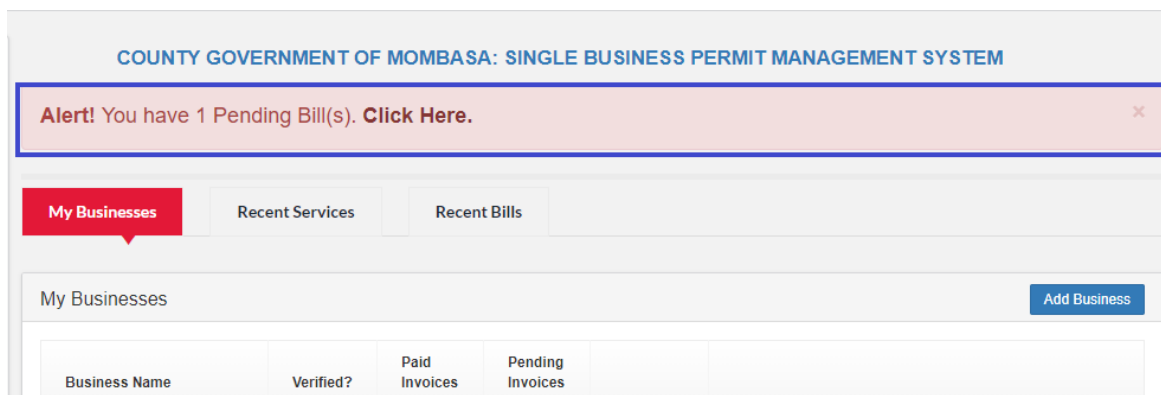 COUNTY GOVERNMENT OF MOMBASA: SINGLE BUSINESS PERMIT MANAGEMENT SYSTEM
Alert! You have 1 Pending Bill(s). Click Here. ×
My Businesses Recent Services Recent Bills
My Businesses Add Business
Business Name Verified? Paid Invoices Pending Invoices